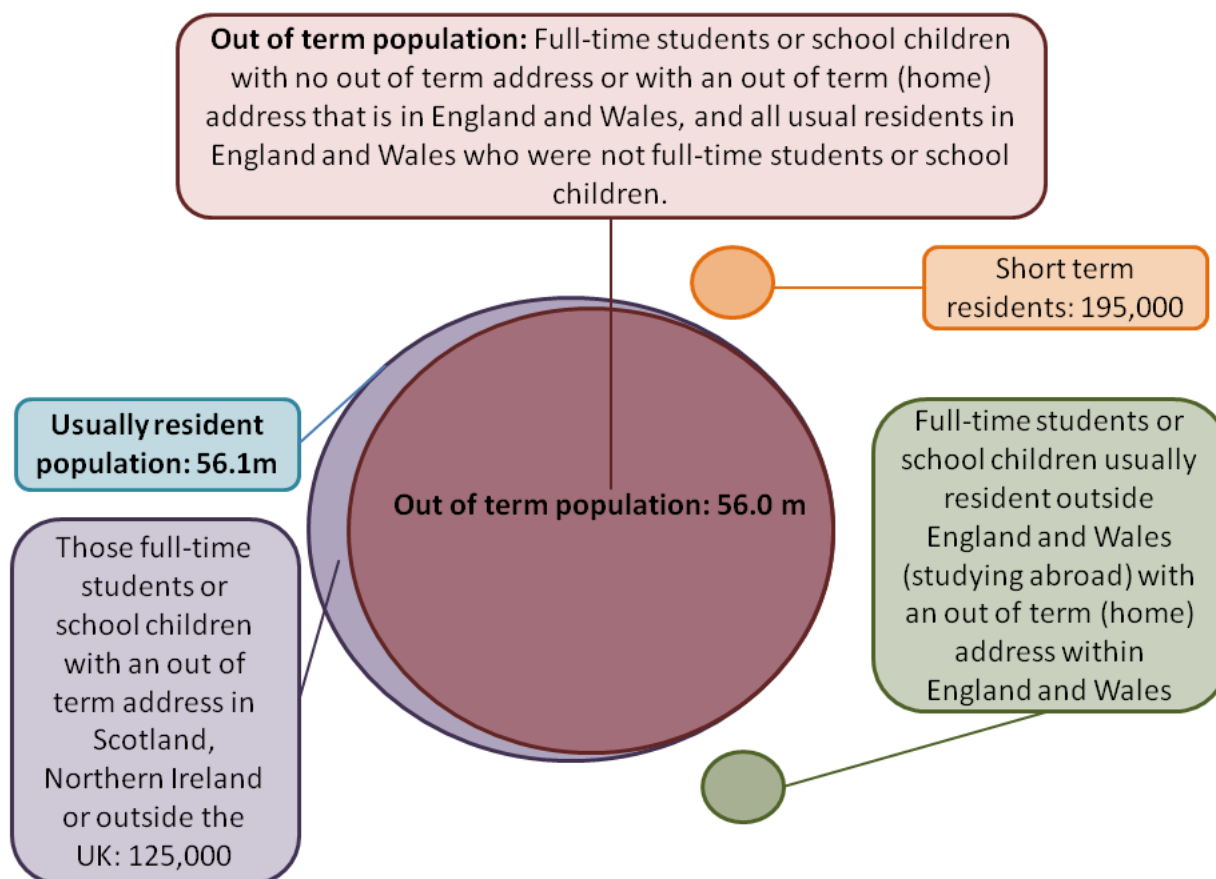 Out of term population: Full-time students or school children
with no out of term address or with an out of term (home)
address that is in England and Wales, and all usual residents in
England and Wales who were not full-time students or school
children.
Short term
residents: 195,000
Usually resident
population: 56.1m
Out of term population: 56.0 m
Full-time students or
school children usually
resident outside
England and Wales
(studying abroad) with
an out of term (home)
address within
England and Wales
Those full-time
students or
school children
with an out of
term address in
Scotland,
Northern Ireland
or outside the
UK: 125,000